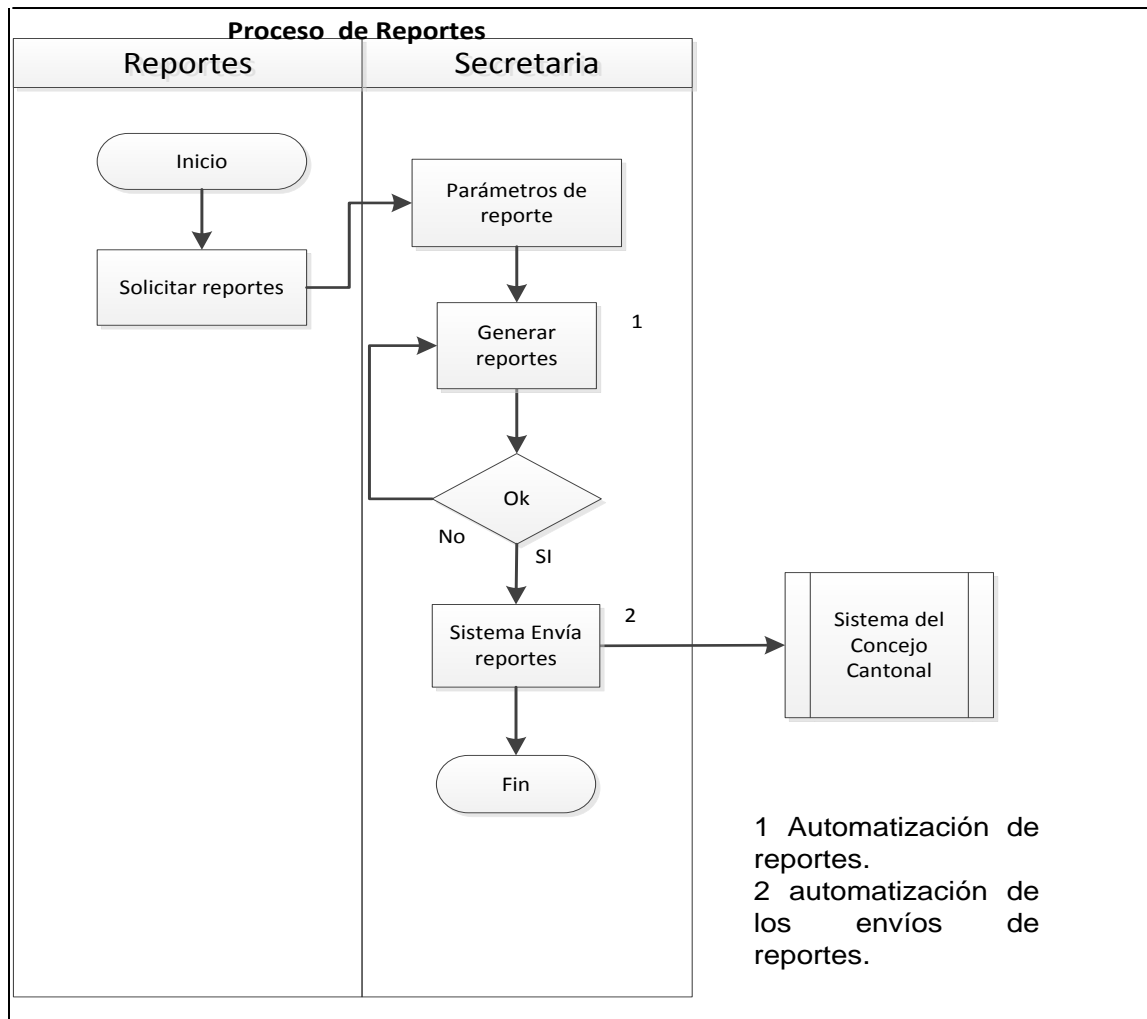 Proceso de Reportes
Reportes
Secretaria
Inicio
Solicitar reportes
Parámetros de
reporte
Generar
reportes
1
Ok
No
SI
Sistema Envía
reportes
2
Sistema del
Concejo
Cantonal
Fin
1 Automatización de
reportes.
2 automatización de
los envíos de
reportes.